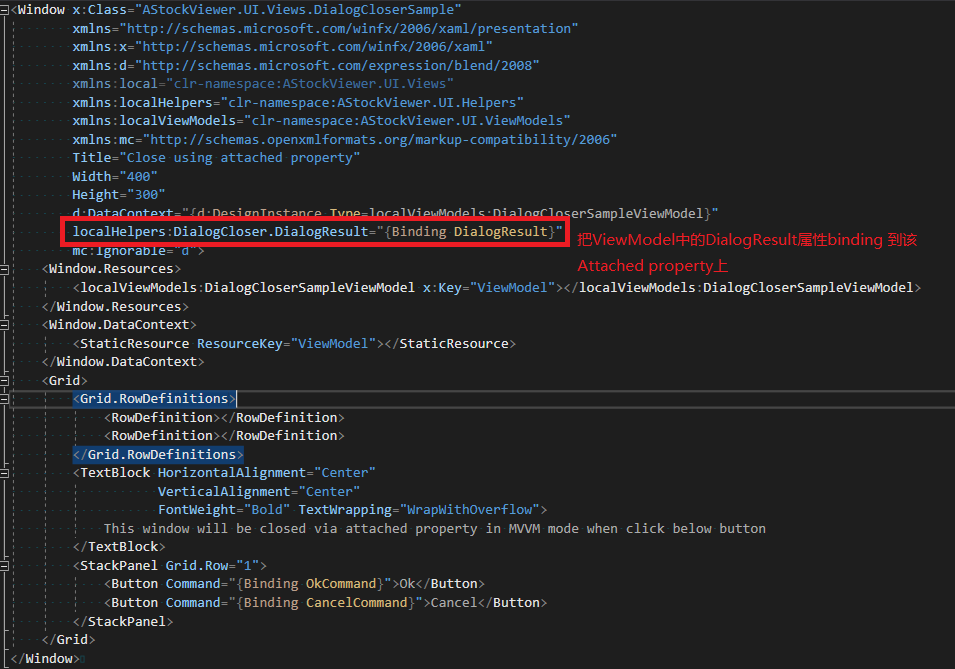 <Window x:Class="AStockViewer.UI.Views.DialogCloserSample"
xmlns="http://schemas.microsoft.com/winfx/2006/xaml/presentation"
xmlns:x="http://schemas.microsoft.com/winfx/2006/xaml"
xmlns:d="http://schemas.microsoft.com/expression/blend/2008"
xmlns:local="clr-namespace:AStockViewer.UI.Views"
xmlns:localHelpers="clr-namespace:AStockViewer.UI.Helpers"
xmlns:localViewModels="clr-namespace:AStockViewer.UI.ViewModels"
xmlns:mc="http://schemas.openxmlformats.org/markup-compatibility/2006"
Title="Close using attached property"
Width="400"
Height="300"
d:DataContext="{d:DesignInstance Type=localViewModels:DialogCloserSampleViewModel}"
localHelpers:DialogCloser.DialogResult="{Binding DialogResult}"
把ViewModel中的DialogResult属性binding 到该
Attached property上
mc:Ignorable="d">
<Window.Resources>
<localViewModels:DialogCloserSampleViewModel x:Key="ViewModel"></localViewModels:DialogCloserSampleViewModel>
</Window.Resources>
<Window.DataContext>
<StaticResource ResourceKey="ViewModel"></StaticResource>
</Window.DataContext>
<Grid>
<Grid.RowDefinitions>
<RowDefinition></RowDefinition>
<RowDefinition></RowDefinition>
</Grid.RowDefinitions>
<TextBlock HorizontalAlignment="Center"
VerticalAlignment="Center"
FontWeight="Bold" TextWrapping="WrapWithOverflow">
This window will be closed via attached property in MVVM mode when click below button
</TextBlock>
<StackPanel Grid.Row="1">
<Button Command="{Binding OkCommand}">Ok</Button>
<Button Command="{Binding CancelCommand}">Cancel</Button>
</StackPanel>
</Grid>
</Window>